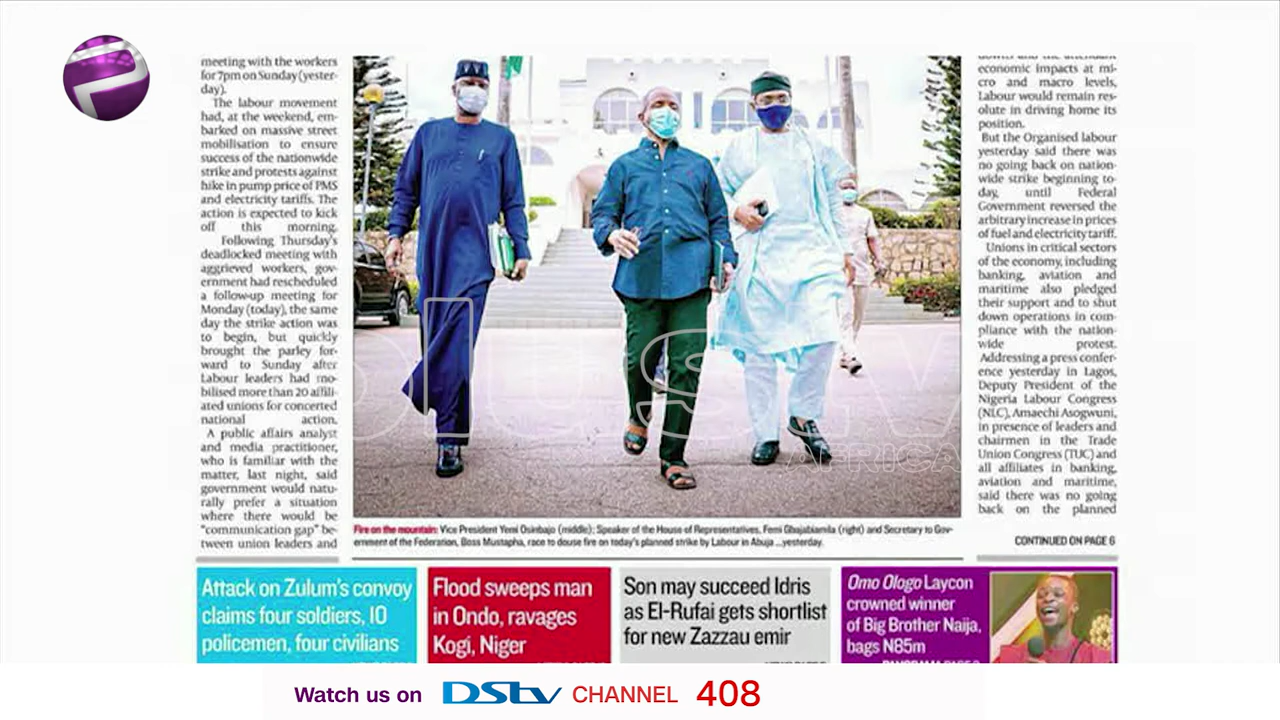 meeting with the workers
for 7pm on Sunday (yester-
day).
The labour movement
had, at the weekend, em-
barked on massive street
mobilisation to ensure
success of the nationwide
strike and protests against
hike in pump price of PMS
and electricity tariffs. The
action is expected to kick
off this morning.
Following Thursday's
deadlocked meeting with
aggrieved workers, gov-
ernment had rescheduled
a follow-up meeting for
Monday (today), the same
day the strike action was
to begin, but quickly
brought the parley for-
ward to Sunday after
Labour leaders had mo-
bilised more than 20 affili-
ated unions for concerted
national action.
A public affairs analyst
and media practitioner,
who is familiar with the
matter, last night, said
government would natu-
rally prefer a situation
where there would be
"communication gap" be-
tween union leaders and
Fire on the mountain: Vice President Yemi Osinbajo (middle); Speaker of the House of Representatives, Femi Gbajabiamila (right) and Secretary to Gov-
ernment of the Federation, Boss Mustapha, race to douse fire on today's planned strike by Labour in Abuja ...yesterday.
economic impacts at mi-
cro and macro levels,
Labour would remain res-
olute in driving home its
position.
But the Organised labour
yesterday said there was
no going back on nation-
wide strike beginning to-
day, until Federal
Government reversed the
arbitrary increase in prices
of fuel and electricity tariff.
Unions in critical sectors
of the economy, including
banking, aviation and
maritime also pledged
their support and to shut
down operations in com-
pliance with the nation-
wide protest.
Addressing a press confer-
ence yesterday in Lagos,
Deputy President of the
Nigeria Labour Congress
(NLC), Amaechi Asogwuni,
in presence of leaders and
chairmen in the Trade
Union Congress (TUC) and
all affiliates in banking,
aviation and maritime,
said there was no going
back on the planned
CONTINUED ON PAGE 6
plustv
AFRICA
Attack on Zulum's convoy
claims four soldiers, 10
policemen, four civilians
Flood sweeps man
in Ondo, ravages
Kogi, Niger
Son may succeed Idris
as El-Rufai gets shortlist
for new Zazzau emir
Omo Ologo Laycon
crowned winner
of Big Brother Naija,
bags N85m
Watch us on DStv CHANNEL 408